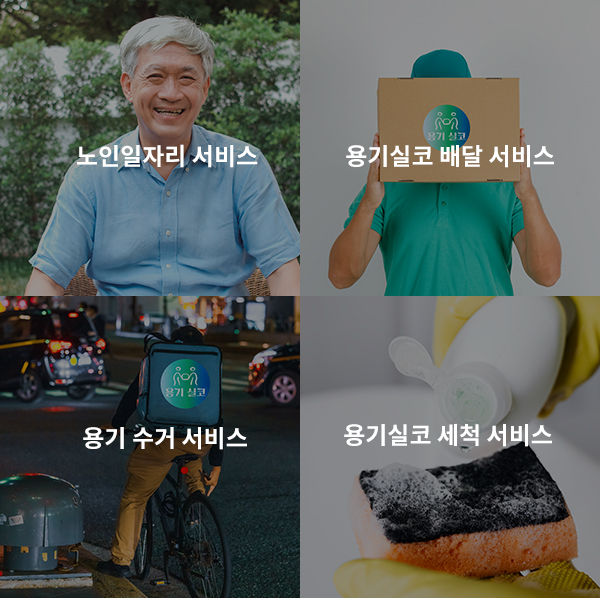 노인일자리 서비스
용기 실코
용기실코 배달 서비스
용기 실코
용기 수거 서비스
용기실코 세척 서비스